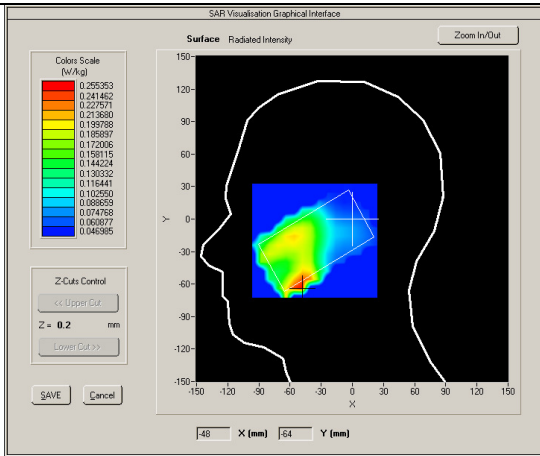 SAR Visualisation Graphical Interface
Surface Radiated Intensity
Zoom In/Out
Colors Scale
(W/kg)
0.255353
0.241462
0.227571
0.213680
0.199788
0.185897
0.172006
0.158115
0.144224
0.130332
0.116441
0.102550
0.088659
0.074768
0.060877
0.046985
Z-Cuts Control
<< Upper Cut
Z = 0.2 mm
Lower Cut >>
SAVE
Cancel
150
120
90
60
30
0
-30
-60
-90
-120
-150
Y
-150 -120 -90 -60 -30 0 30 60 90 120 150
X
-48 X (mm) -64 Y (mm)